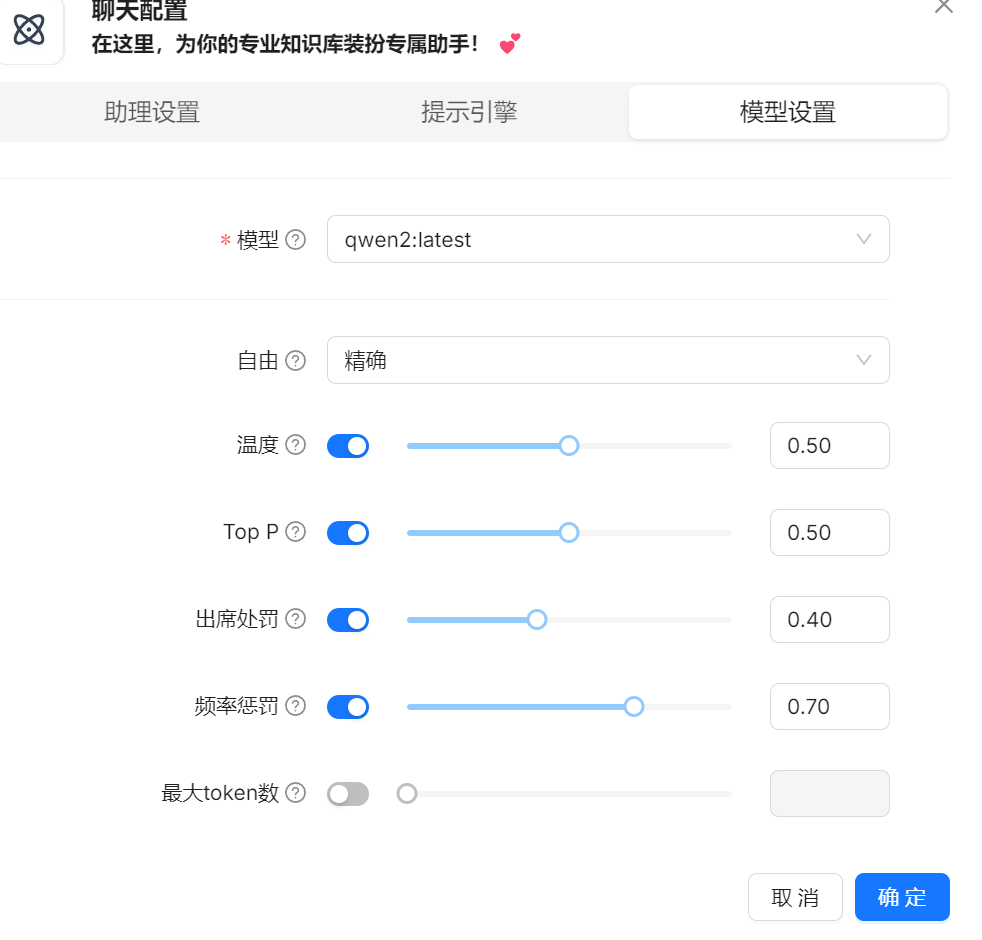 聊天配置
在这里，为你的专业知识库装扮专属助手！ 💕
助理设置 提示引擎 模型设置
* 模型 ? qwen2:latest
自由 ? 精确
温度 ? 0.50
Top P ? 0.50
出席处罚 ? 0.40
频率惩罚 ? 0.70
最大token数 ?
取消 确定